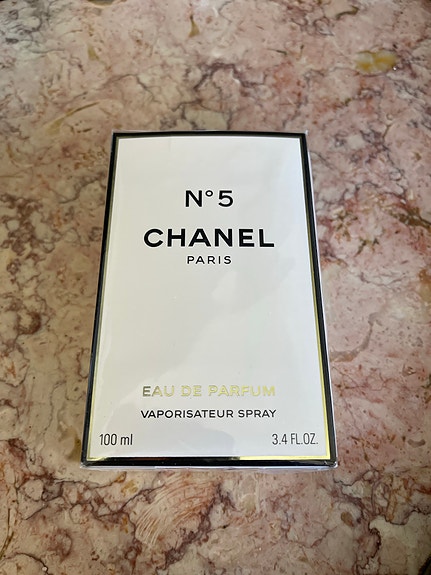 N°5
CHANEL
PARIS
EAU DE PARFUM
VAPORISATEUR SPRAY
100 ml 3.4 FL.OZ.